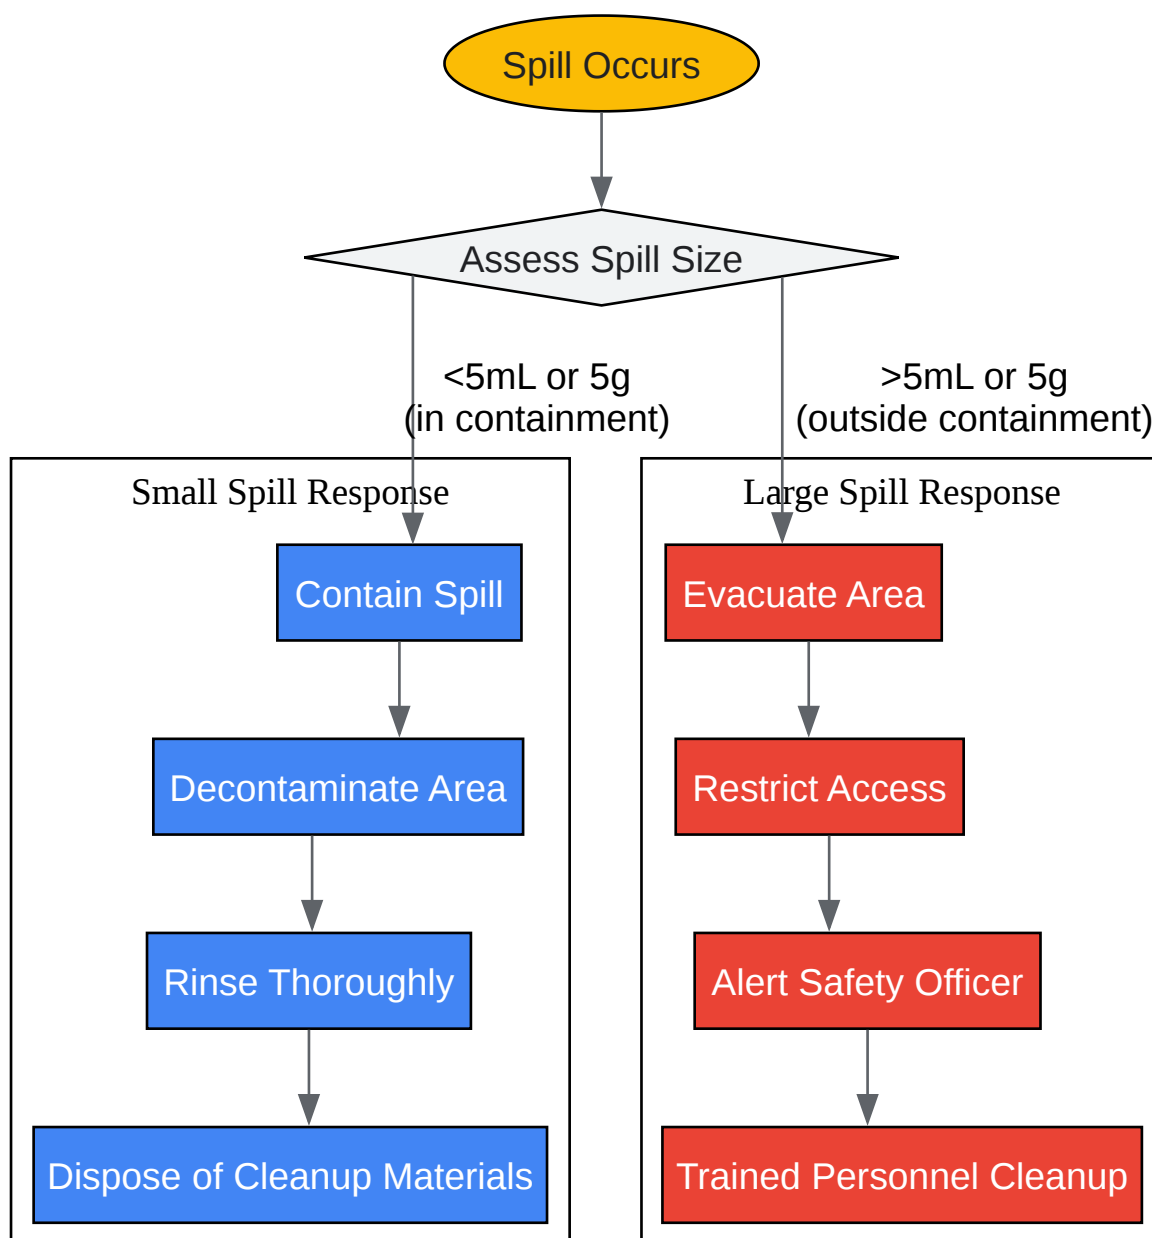 Spill Occurs
Assess Spill Size
<5mL or 5g
(in containment)
>5mL or 5g
(outside containment)
Small Spill Response
Contain Spill
Decontaminate Area
Rinse Thoroughly
Dispose of Cleanup Materials
Large Spill Response
Evacuate Area
Restrict Access
Alert Safety Officer
Trained Personnel Cleanup